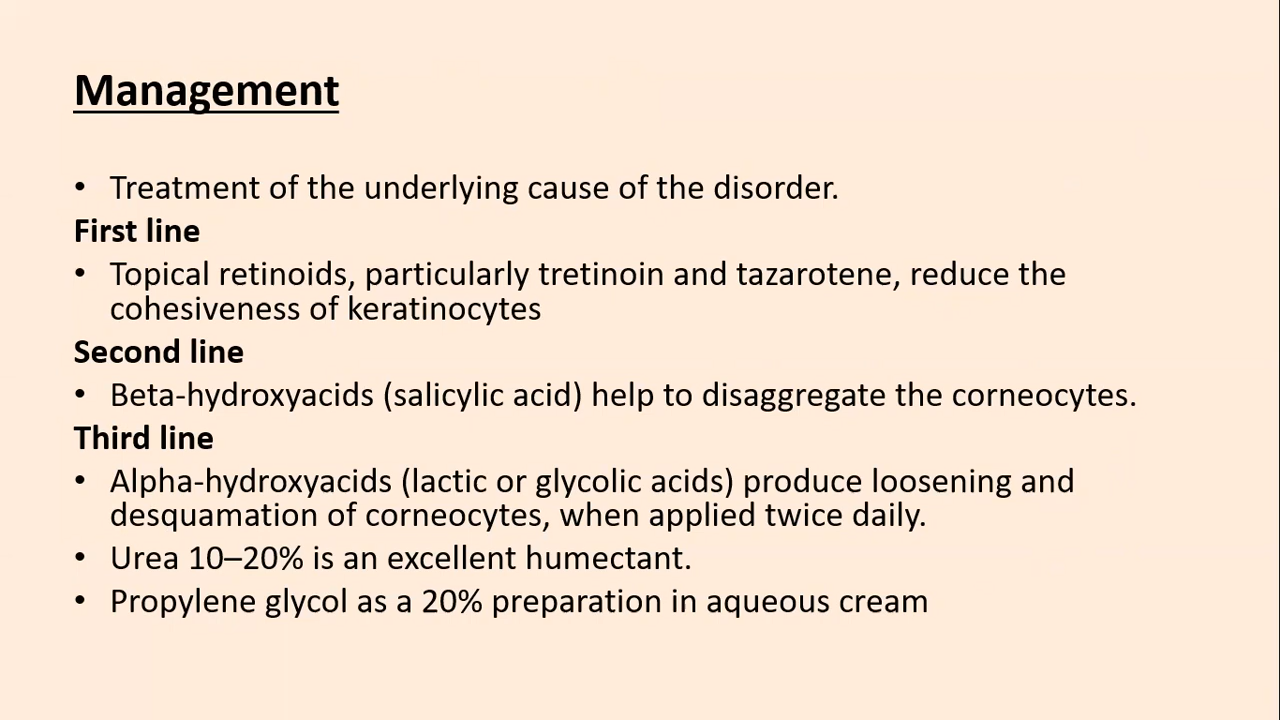 Management
• Treatment of the underlying cause of the disorder.
First line
• Topical retinoids, particularly tretinoin and tazarotene, reduce the
cohesiveness of keratinocytes
Second line
• Beta-hydroxyacids (salicylic acid) help to disaggregate the corneocytes.
Third line
• Alpha-hydroxyacids (lactic or glycolic acids) produce loosening and
desquamation of corneocytes, when applied twice daily.
• Urea 10–20% is an excellent humectant.
• Propylene glycol as a 20% preparation in aqueous cream